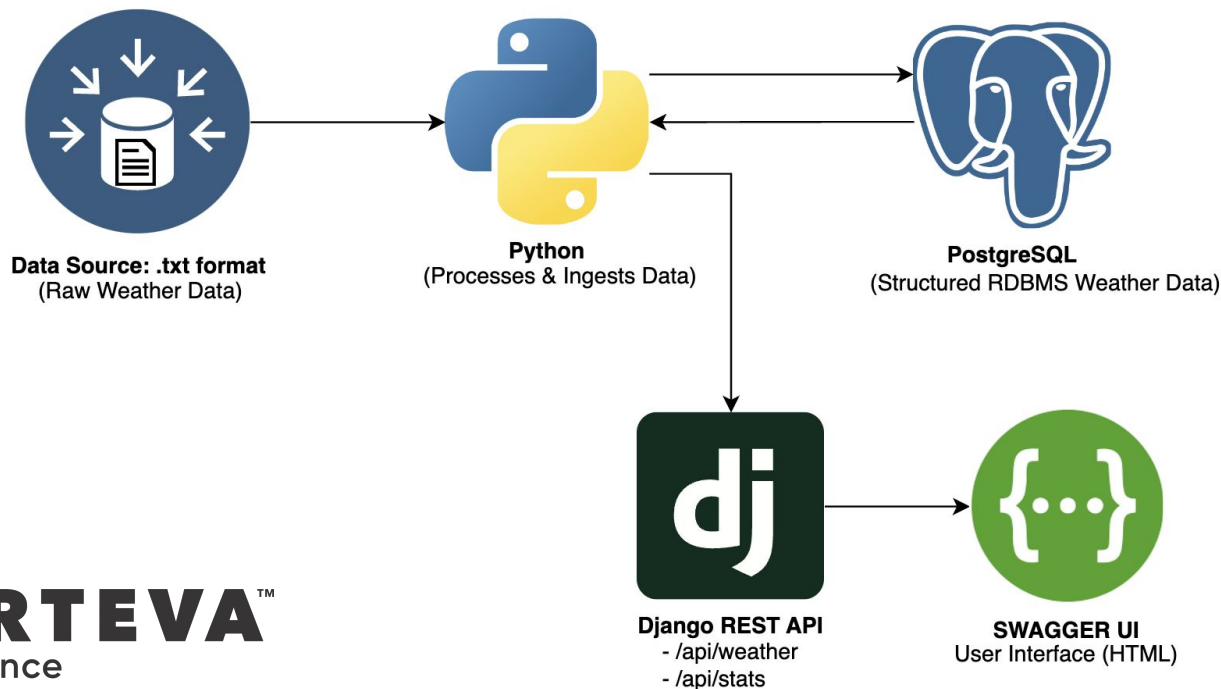 Data Source: .txt format
(Raw Weather Data)
Python
(Processes & Ingests Data)
PostgreSQL
(Structured RDBMS Weather Data)
dj
Django REST API
- /api/weather
- /api/stats
{...}
SWAGGER UI
User Interface (HTML)
RTEVA™
nce